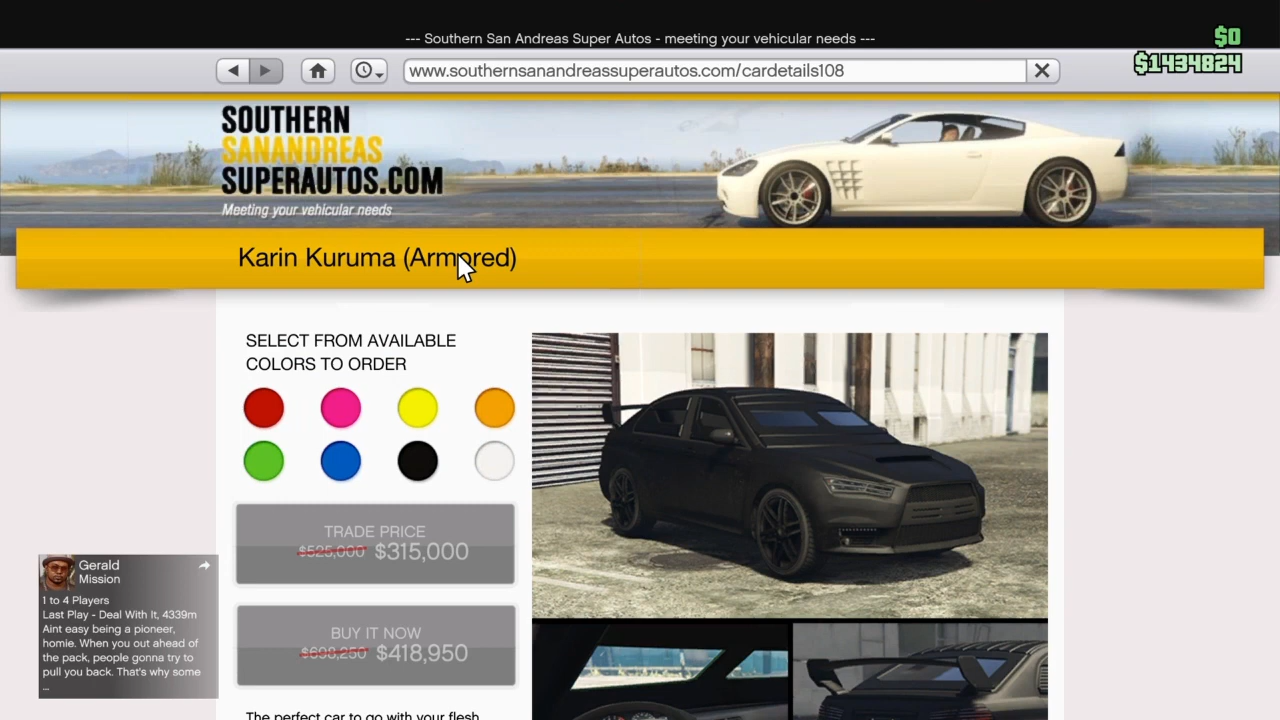 --- Southern San Andreas Super Autos - meeting your vehicular needs ---
$0
$1434824
www.southernsanandreassuperautos.com/cardetails108
SOUTHERN
SANANDREAS
SUPERAUTOS.COM
Meeting your vehicular needs
Karin Kuruma (Armored)
SELECT FROM AVAILABLE
COLORS TO ORDER
TRADE PRICE
$525,000 $315,000
BUY IT NOW
$698,250 $418,950
The perfect car to go with your flesh
Gerald
Mission
1 to 4 Players
Last Play - Deal With It, 4339m
Aint easy being a pioneer,
homie. When you out ahead of
the pack, people gonna try to
pull you back. That's why some
...